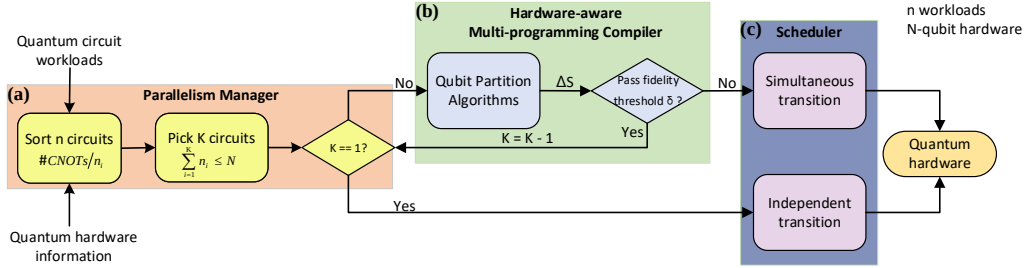 n workloads
N-qubit hardware
Quantum circuit
workloads
(a)
Parallelism Manager
Sort n circuits
#CNOTs/n_i
Pick K circuits
K
∑ n_i ≤ N
i=1
K == 1?
Quantum hardware
information
No
Yes
(b)
Hardware-aware
Multi-programming Compiler
Qubit Partition
Algorithms
ΔS
Pass fidelity
threshold δ ?
Yes
K = K - 1
No
(c) Scheduler
Simultaneous
transition
Independent
transition
Quantum
hardware